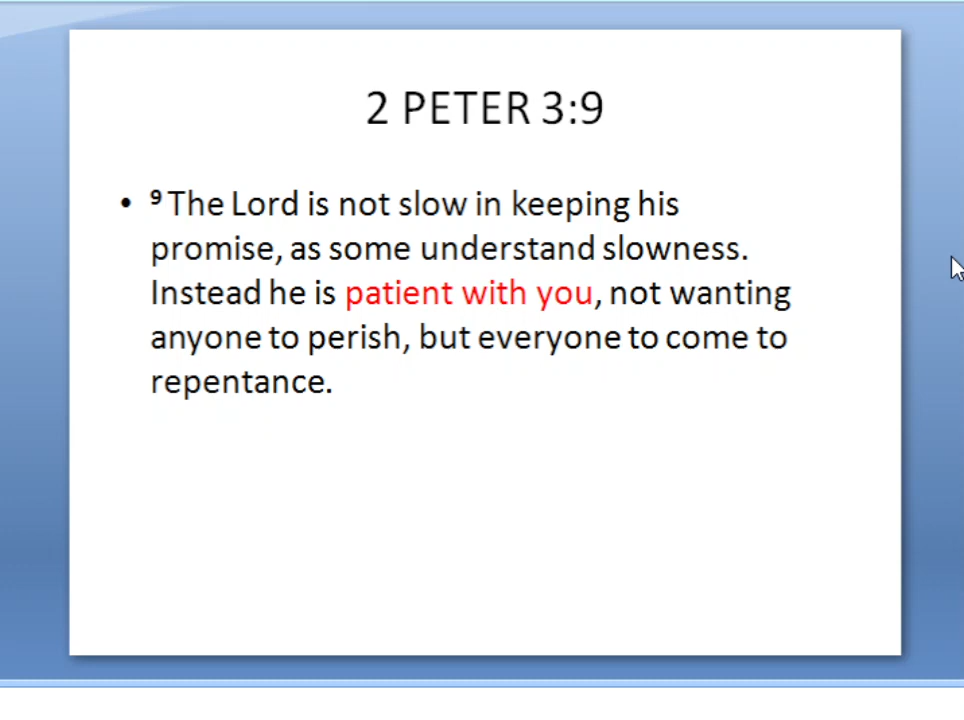 2 PETER 3:9
• ⁹The Lord is not slow in keeping his
promise, as some understand slowness.
Instead he is patient with you, not wanting
anyone to perish, but everyone to come to
repentance.